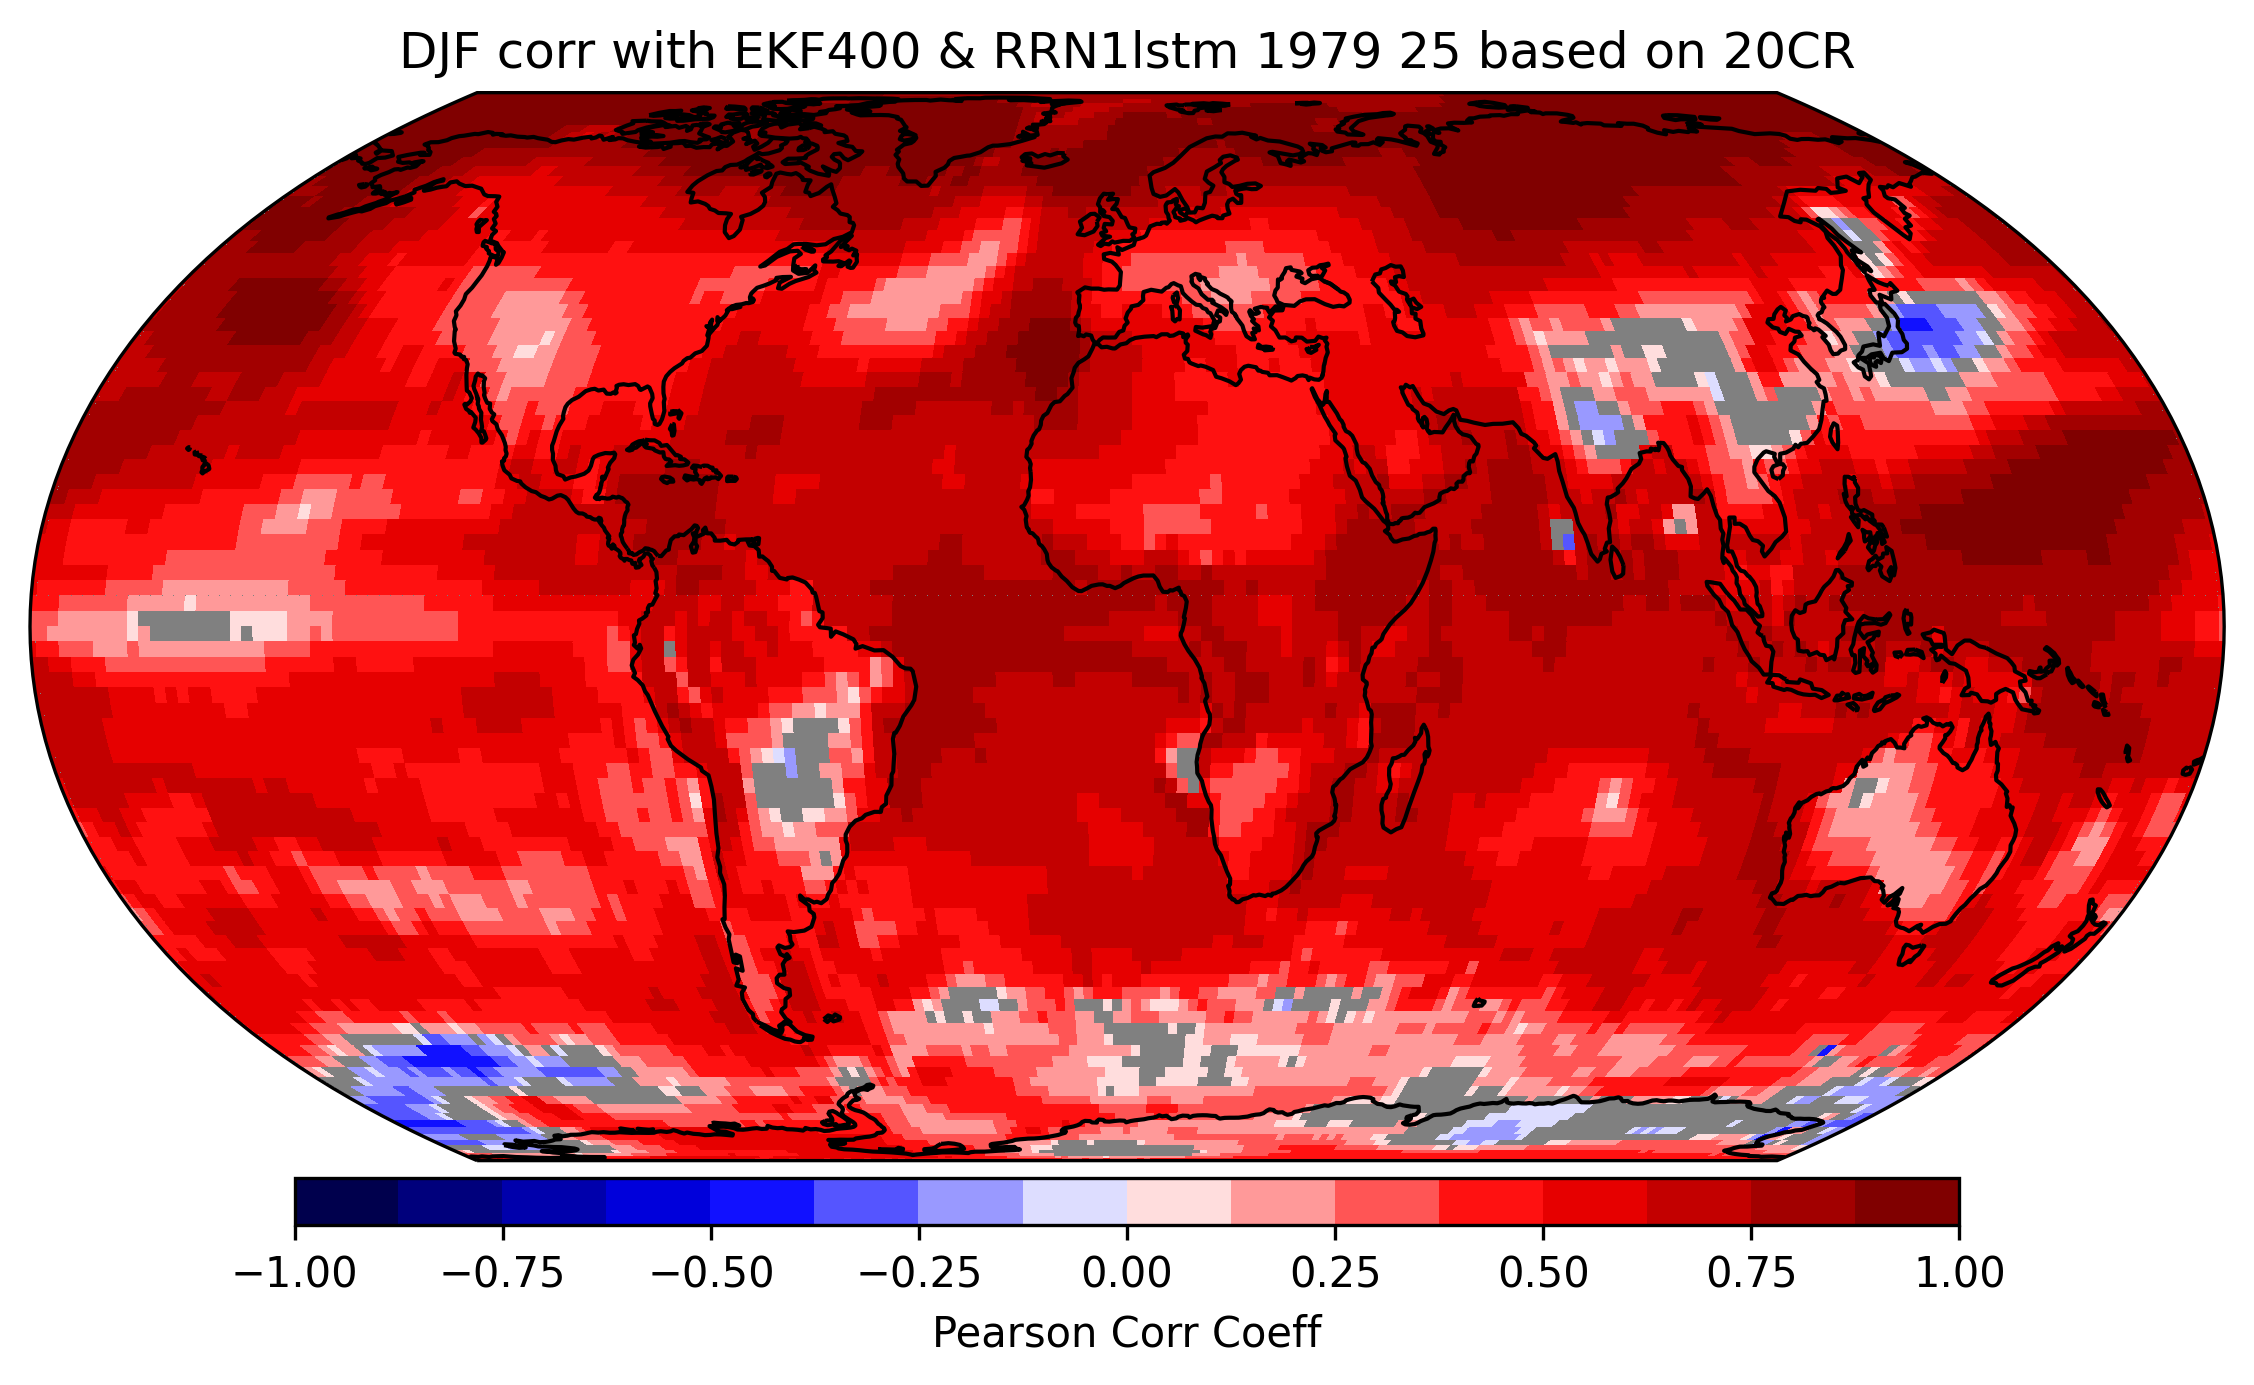 DJF corr with EKF400 & RRN1lstm 1979 25 based on 20CR
−1.00 −0.75 −0.50 −0.25 0.00 0.25 0.50 0.75 1.00
Pearson Corr Coeff